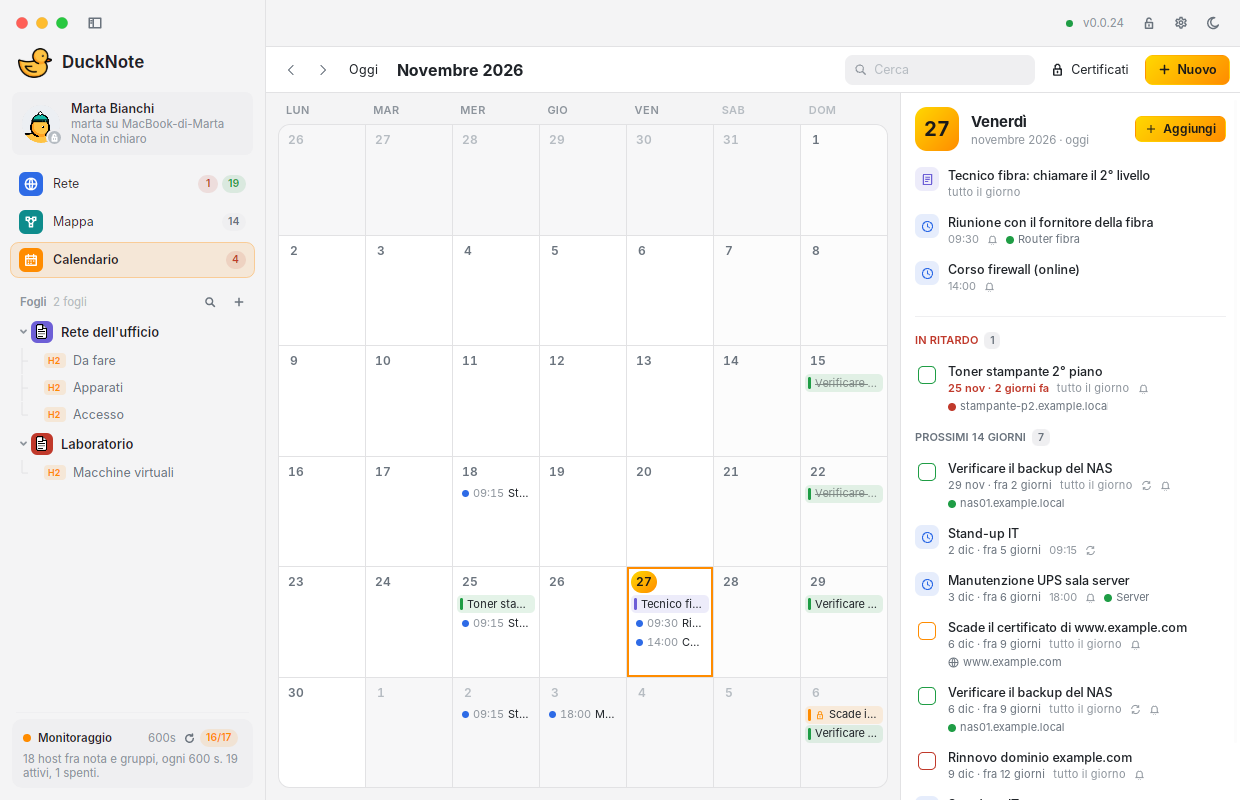 v0.0.24
DuckNote
Marta Bianchi
marta su MacBook-di-Marta
Nota in chiaro
Rete 1 19
Mappa 14
Calendario 4
Fogli 2 fogli
Rete dell'ufficio
H2 Da fare
H2 Apparati
H2 Accesso
Laboratorio
H2 Macchine virtuali
Monitoraggio 600s 16/17
18 host fra nota e gruppi, ogni 600 s. 19
attivi, 1 spenti.
Oggi Novembre 2026
Cerca
Certificati
+ Nuovo
LUN MAR MER GIO VEN SAB DOM
26 27 28 29 30 31 1
2 3 4 5 6 7 8
9 10 11 12 13 14 15
Verificare ...
16 17 18 19 20 21 22
09:15 St...
Verificare ...
23 24 25 26 27 28 29
Toner sta...
09:15 St...
Tecnico fi...
09:30 Ri...
14:00 C...
Verificare ...
30 1 2 3 4 5 6
09:15 St...
18:00 M...
Scade i...
Verificare ...
27
Venerdì
novembre 2026 · oggi
+ Aggiungi
Tecnico fibra: chiamare il 2° livello
tutto il giorno
Riunione con il fornitore della fibra
09:30 Router fibra
Corso firewall (online)
14:00
IN RITARDO 1
Toner stampante 2° piano
25 nov · 2 giorni fa tutto il giorno
stampante-p2.example.local
PROSSIMI 14 GIORNI 7
Verificare il backup del NAS
29 nov · fra 2 giorni tutto il giorno
nas01.example.local
Stand-up IT
2 dic · fra 5 giorni 09:15
Manutenzione UPS sala server
3 dic · fra 6 giorni 18:00 Server
Scade il certificato di www.example.com
6 dic · fra 9 giorni tutto il giorno
www.example.com
Verificare il backup del NAS
6 dic · fra 9 giorni tutto il giorno
nas01.example.local
Rinnovo dominio example.com
9 dic · fra 12 giorni tutto il giorno